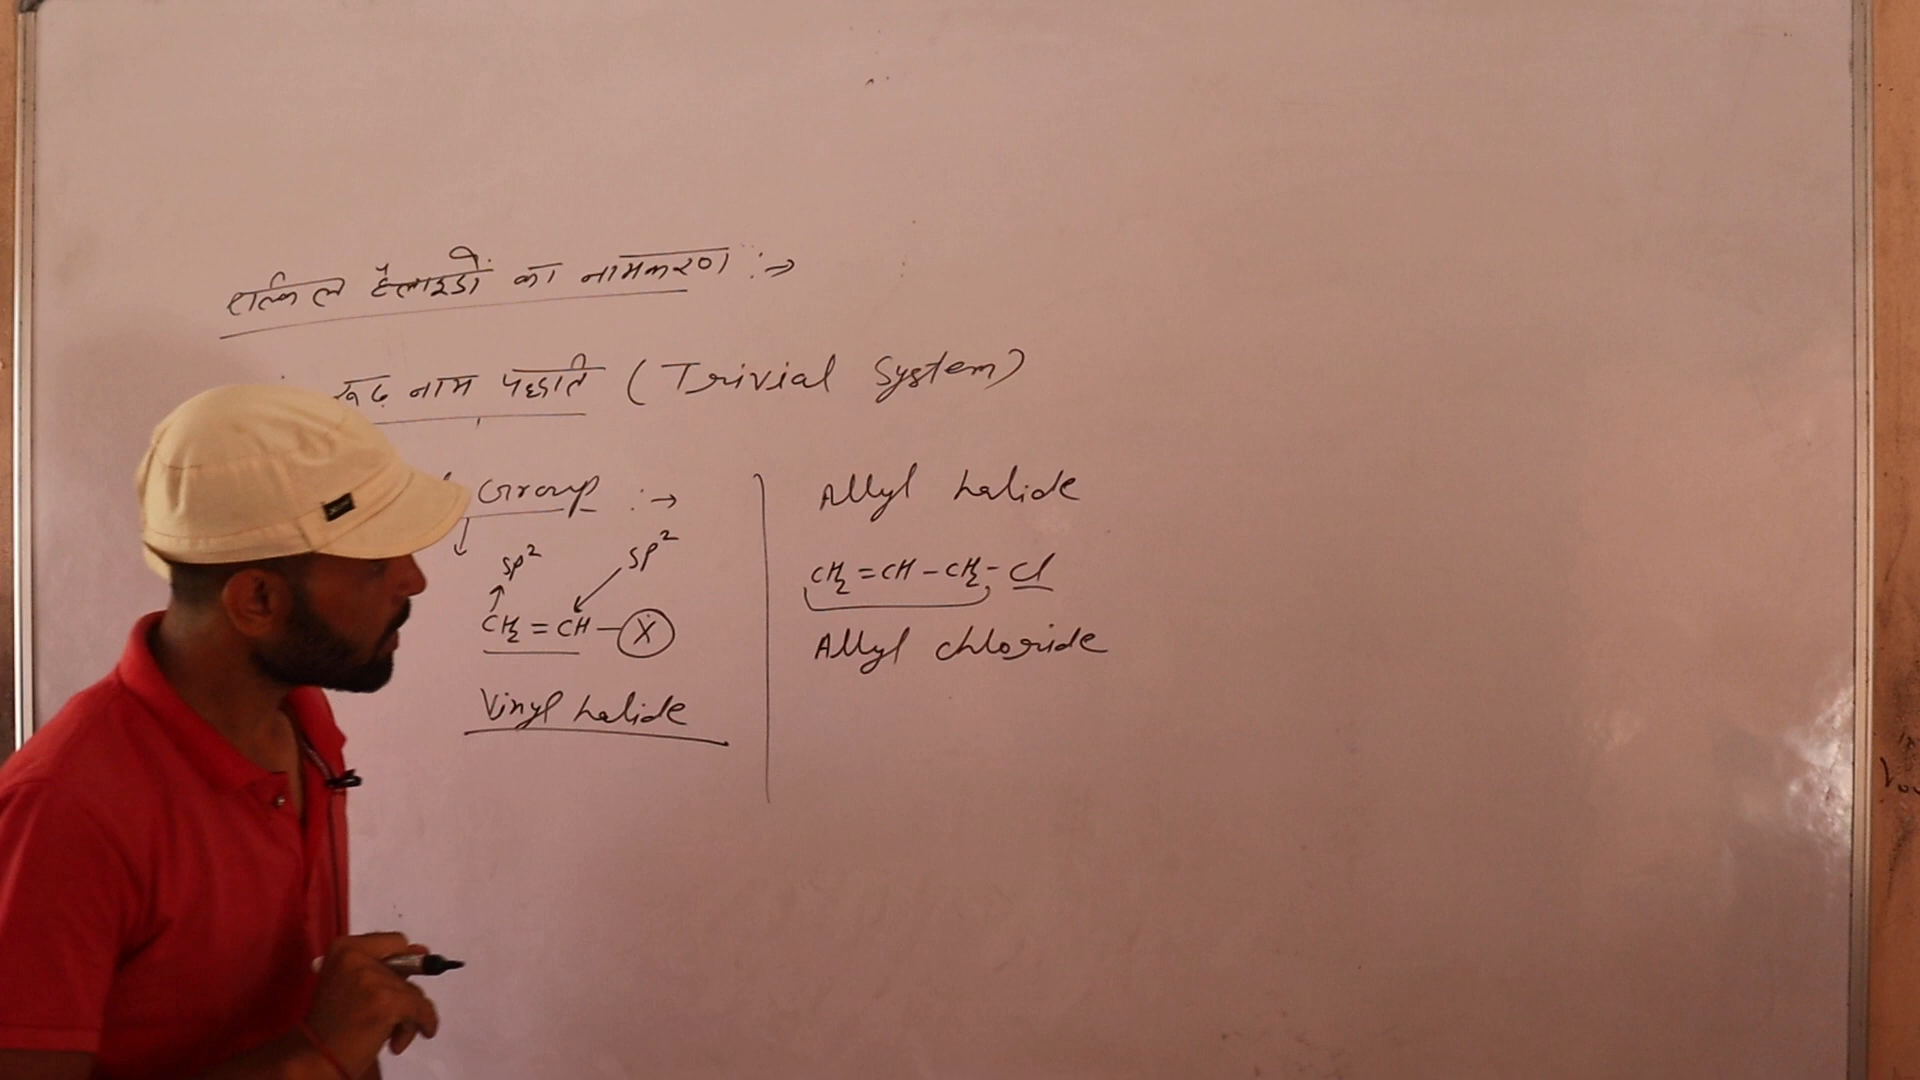 एल्किल हैलाइडों का नामकरण :→
रूढ़ नाम पद्धति (Trivial System)
Group :→
Allyl halide
sp² sp²
CH₂=CH–X
Vinyl halide
CH₂=CH–CH₂–Cl
Allyl chloride